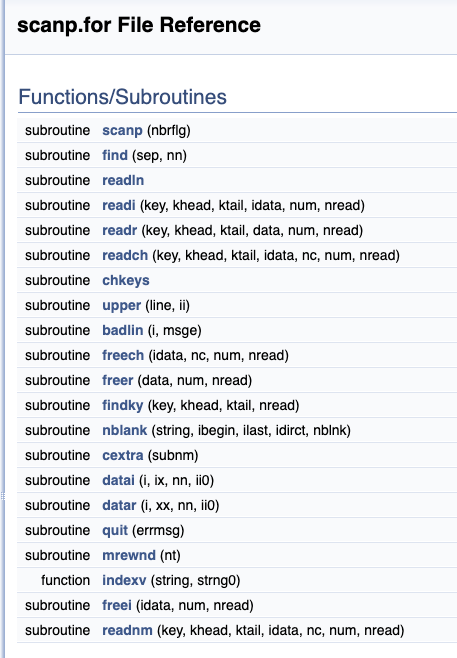 scanp.for File Reference
Functions/Subroutines
subroutine scanp (nbrflg)
subroutine find (sep, nn)
subroutine readln
subroutine readi (key, khead, ktail, idata, num, nread)
subroutine readr (key, khead, ktail, data, num, nread)
subroutine readch (key, khead, ktail, idata, nc, num, nread)
subroutine chkeys
subroutine upper (line, ii)
subroutine badlin (i, msge)
subroutine freech (idata, nc, num, nread)
subroutine freer (data, num, nread)
subroutine findky (key, khead, ktail, nread)
subroutine nblank (string, ibegin, ilast, idirct, nblnk)
subroutine cextra (subnm)
subroutine datai (i, ix, nn, ii0)
subroutine datar (i, xx, nn, ii0)
subroutine quit (errmsg)
subroutine mrewnd (nt)
function indexv (string, strng0)
subroutine freei (idata, num, nread)
subroutine readnm (key, khead, ktail, idata, nc, num, nread)